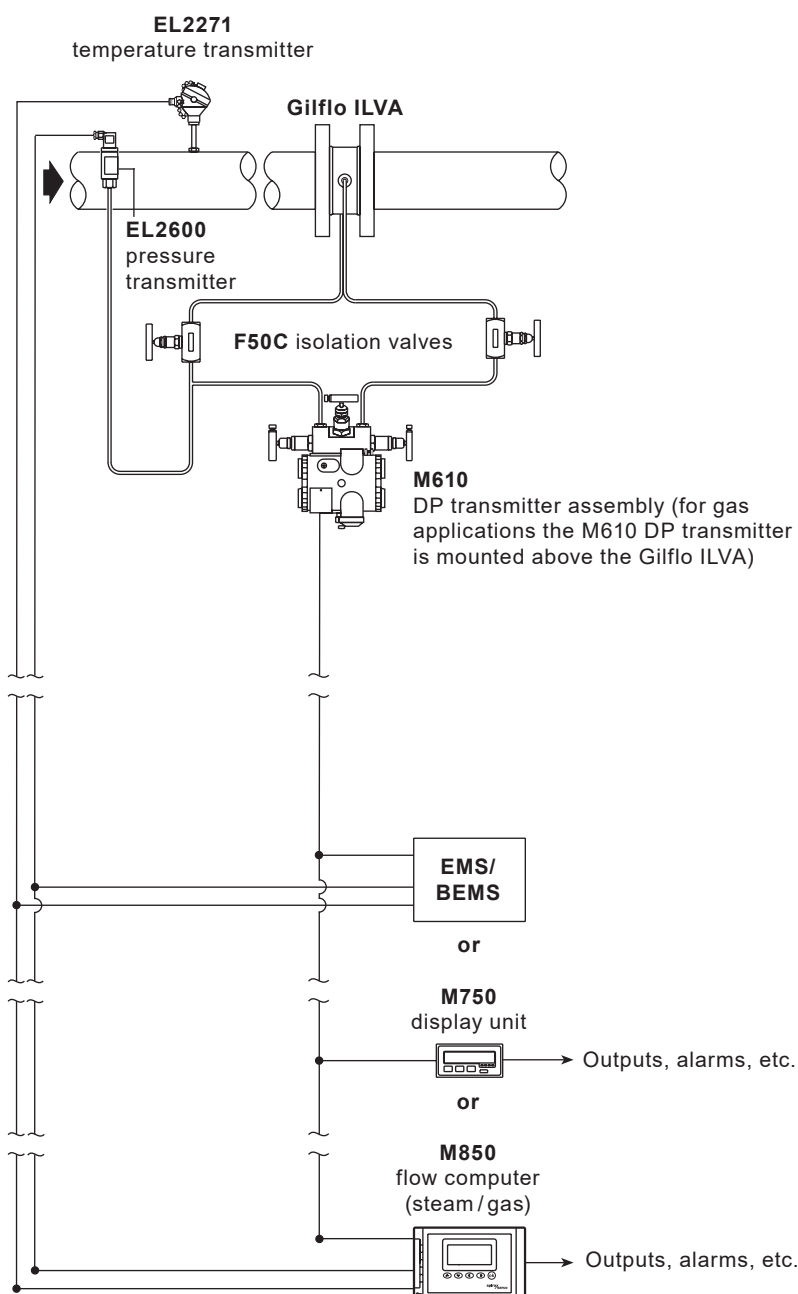 EL2271
temperature transmitter
Gilflo ILVA
EL2600
pressure
transmitter
F50C isolation valves
M610
DP transmitter assembly (for gas
applications the M610 DP transmitter
is mounted above the Gilflo ILVA)
EMS/
BEMS
or
M750
display unit
Outputs, alarms, etc.
or
M850
flow computer
(steam / gas)
Outputs, alarms, etc.